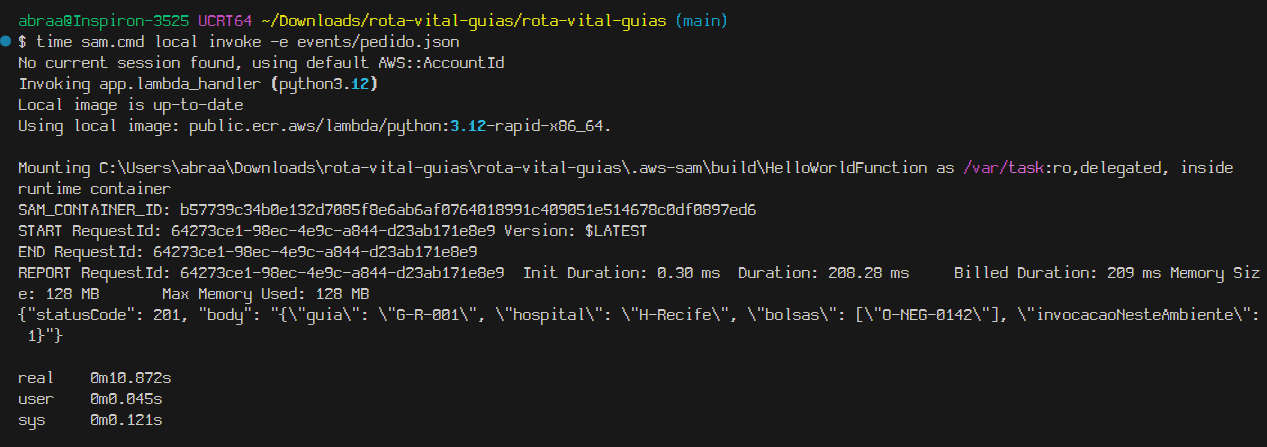 abraa@Inspiron-3525 UCRT64 ~/Downloads/rota-vital-guias/rota-vital-guias (main)
$ time sam.cmd local invoke -e events/pedido.json
No current session found, using default AWS::AccountId
Invoking app.lambda_handler (python3.12)
Local image is up-to-date
Using local image: public.ecr.aws/lambda/python:3.12-rapid-x86_64.

Mounting C:\Users\abraa\Downloads\rota-vital-guias\rota-vital-guias\.aws-sam\build\HelloWorldFunction as /var/task:ro,delegated, inside
runtime container
SAM_CONTAINER_ID: b57739c34b0e132d7085f8e6ab6af0764018991c409051e514678c0df0897ed6
START RequestId: 64273ce1-98ec-4e9c-a844-d23ab171e8e9 Version: $LATEST
END RequestId: 64273ce1-98ec-4e9c-a844-d23ab171e8e9
REPORT RequestId: 64273ce1-98ec-4e9c-a844-d23ab171e8e9  Init Duration: 0.30 ms  Duration: 208.28 ms     Billed Duration: 209 ms Memory Siz
e: 128 MB       Max Memory Used: 128 MB
{"statusCode": 201, "body": "{\"guia\": \"G-R-001\", \"hospital\": \"H-Recife\", \"bolsas\": [\"O-NEG-0142\"], \"invocacaoNesteAmbiente\":
 1}"}

real    0m10.872s
user    0m0.045s
sys     0m0.121s